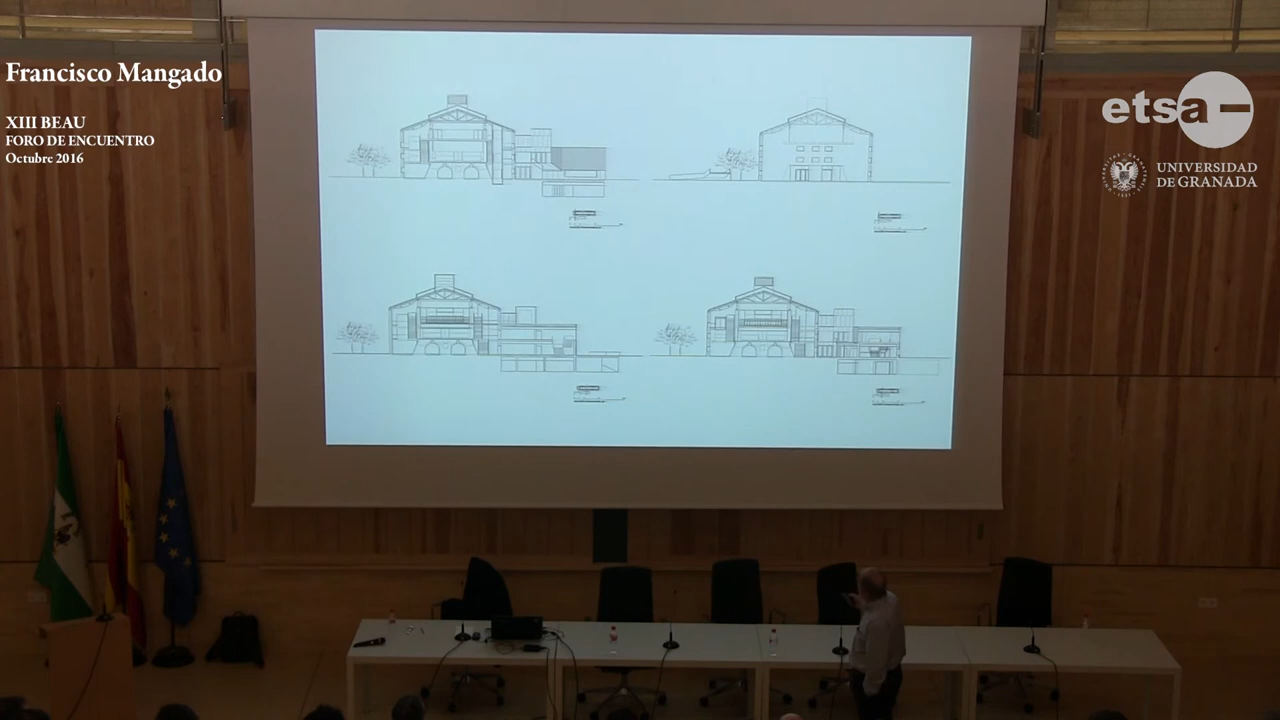 Francisco Mangado
XIII BEAU
FORO DE ENCUENTRO
Octubre 2016
etsa
UNIVERSIDAD
DE GRANADA